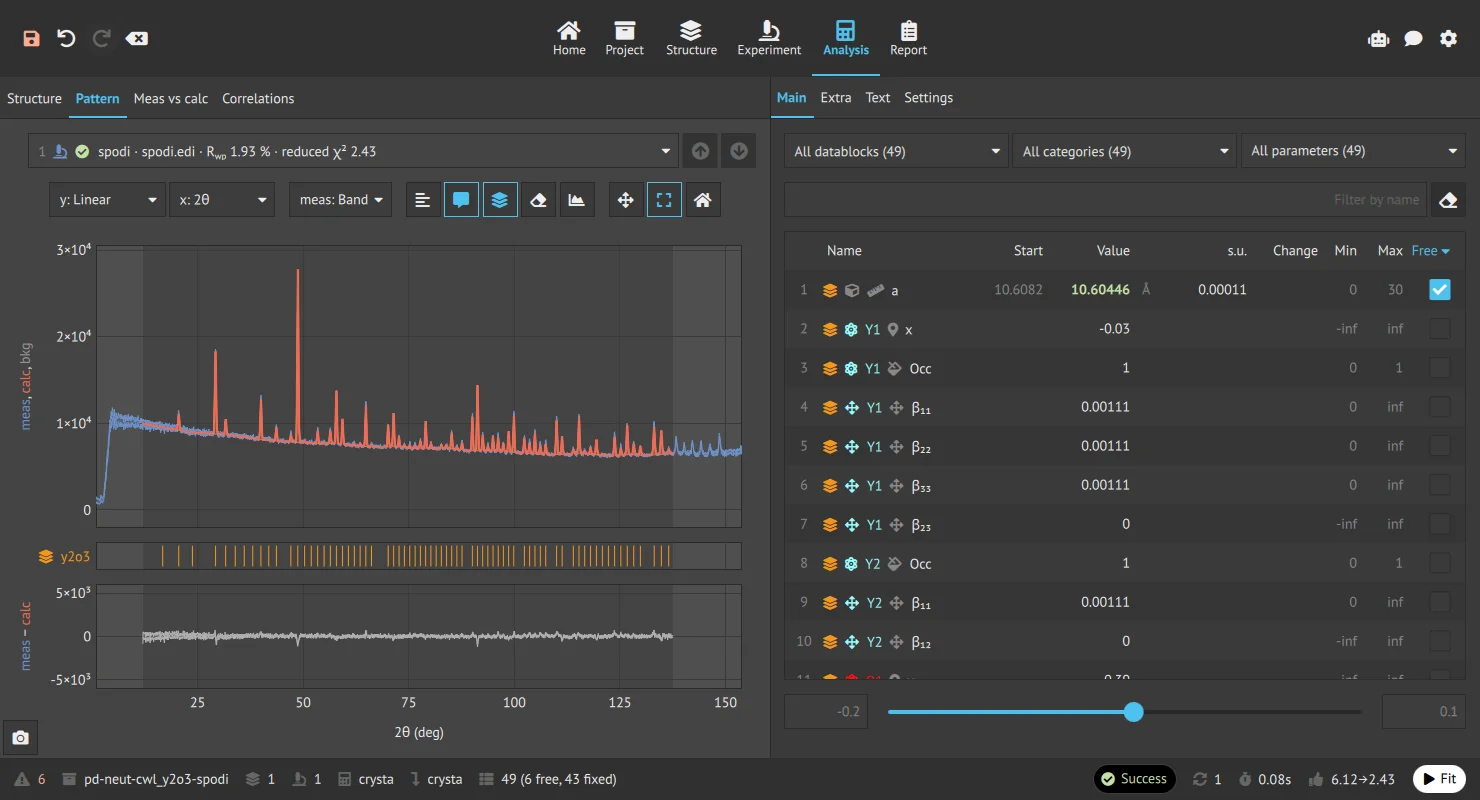 Home
Project
Structure
Experiment
Analysis
Report
Structure
Pattern
Meas vs calc
Correlations
Main
Extra
Text
Settings
1 spodi · spodi.edi · Rwp 1.93 % · reduced χ² 2.43
All datablocks (49)
All categories (49)
All parameters (49)
y: Linear
x: 2θ
meas: Band
Filter by name
meas, calc, bkg
3×10⁴
2×10⁴
1×10⁴
0
y2o3
meas − calc
5×10³
0
-5×10³
25 50 75 100 125 150
2θ (deg)
Name Start Value s.u. Change Min Max Free
1 a 10.6082 10.60446 Å 0.00011 0 30
2 Y1 x -0.03 -inf inf
3 Y1 Occ 1 0 1
4 Y1 β₁₁ 0.00111 0 inf
5 Y1 β₂₂ 0.00111 0 inf
6 Y1 β₃₃ 0.00111 0 inf
7 Y1 β₂₃ 0 -inf inf
8 Y2 Occ 1 0 1
9 Y2 β₁₁ 0.00111 0 inf
10 Y2 β₁₂ 0 -inf inf
-0.2
0.1
6 pd-neut-cwl_y2o3-spodi 1 1 crysta crysta 49 (6 free, 43 fixed)
Success 1 0.08s 6.12→2.43 Fit